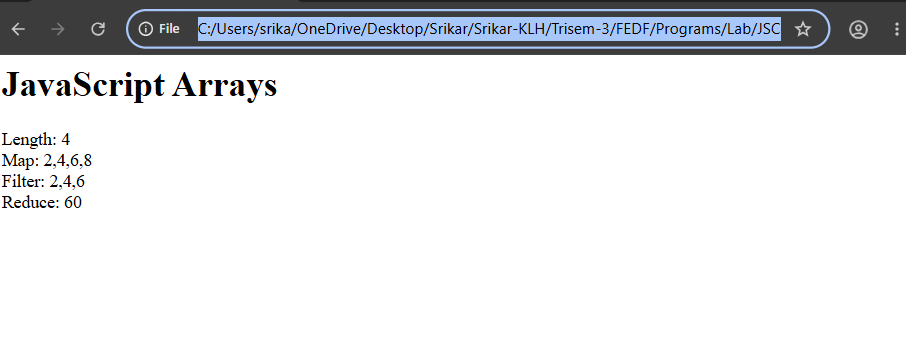 File C:/Users/srika/OneDrive/Desktop/Srikar/Srikar-KLH/Trisem-3/FEDF/Programs/Lab/JSC
JavaScript Arrays
Length: 4
Map: 2,4,6,8
Filter: 2,4,6
Reduce: 60